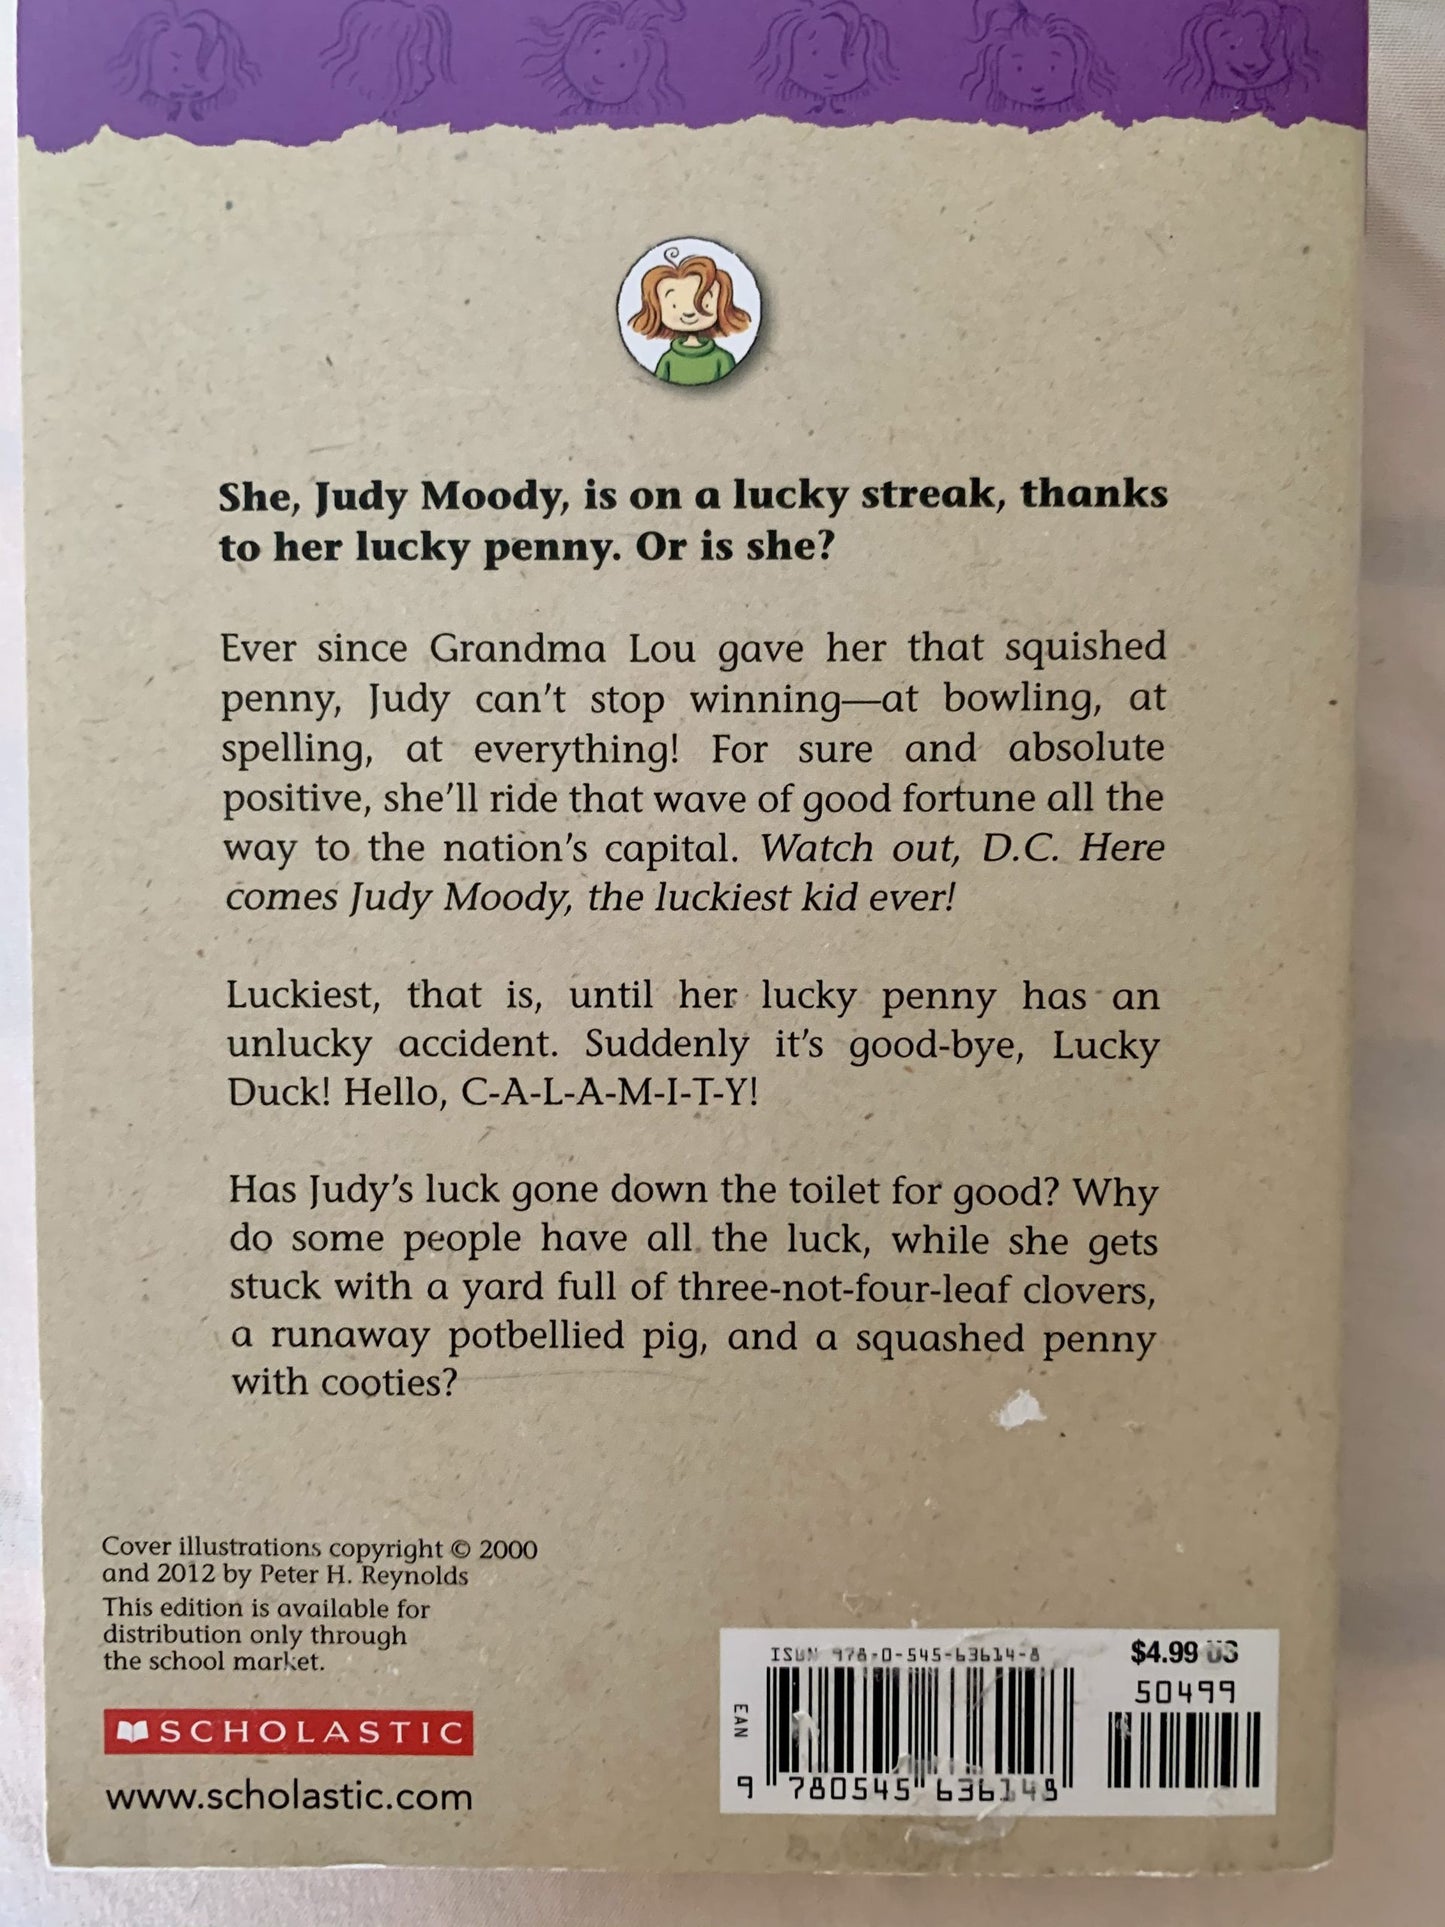 She, Judy Moody, is on a lucky streak, thanks
to her lucky penny. Or is she?
Ever since Grandma Lou gave her that squished
penny, Judy can't stop winning—at bowling, at
spelling, at everything! For sure and absolute
positive, she'll ride that wave of good fortune all the
way to the nation's capital. Watch out, D.C. Here
comes Judy Moody, the luckiest kid ever!
Luckiest, that is, until her lucky penny has an
unlucky accident. Suddenly it's good-bye, Lucky
Duck! Hello, C-A-L-A-M-I-T-Y!
Has Judy's luck gone down the toilet for good? Why
do some people have all the luck, while she gets
stuck with a yard full of three-not-four-leaf clovers,
a runaway potbellied pig, and a squashed penny
with cooties?
Cover illustrations copyright © 2000
and 2012 by Peter H. Reynolds
This edition is available for
distribution only through
the school market.
SCHOLASTIC
www.scholastic.com
ISBN 978-0-545-63614-8
$4.99 US
50499
EAN
9 780545 636148